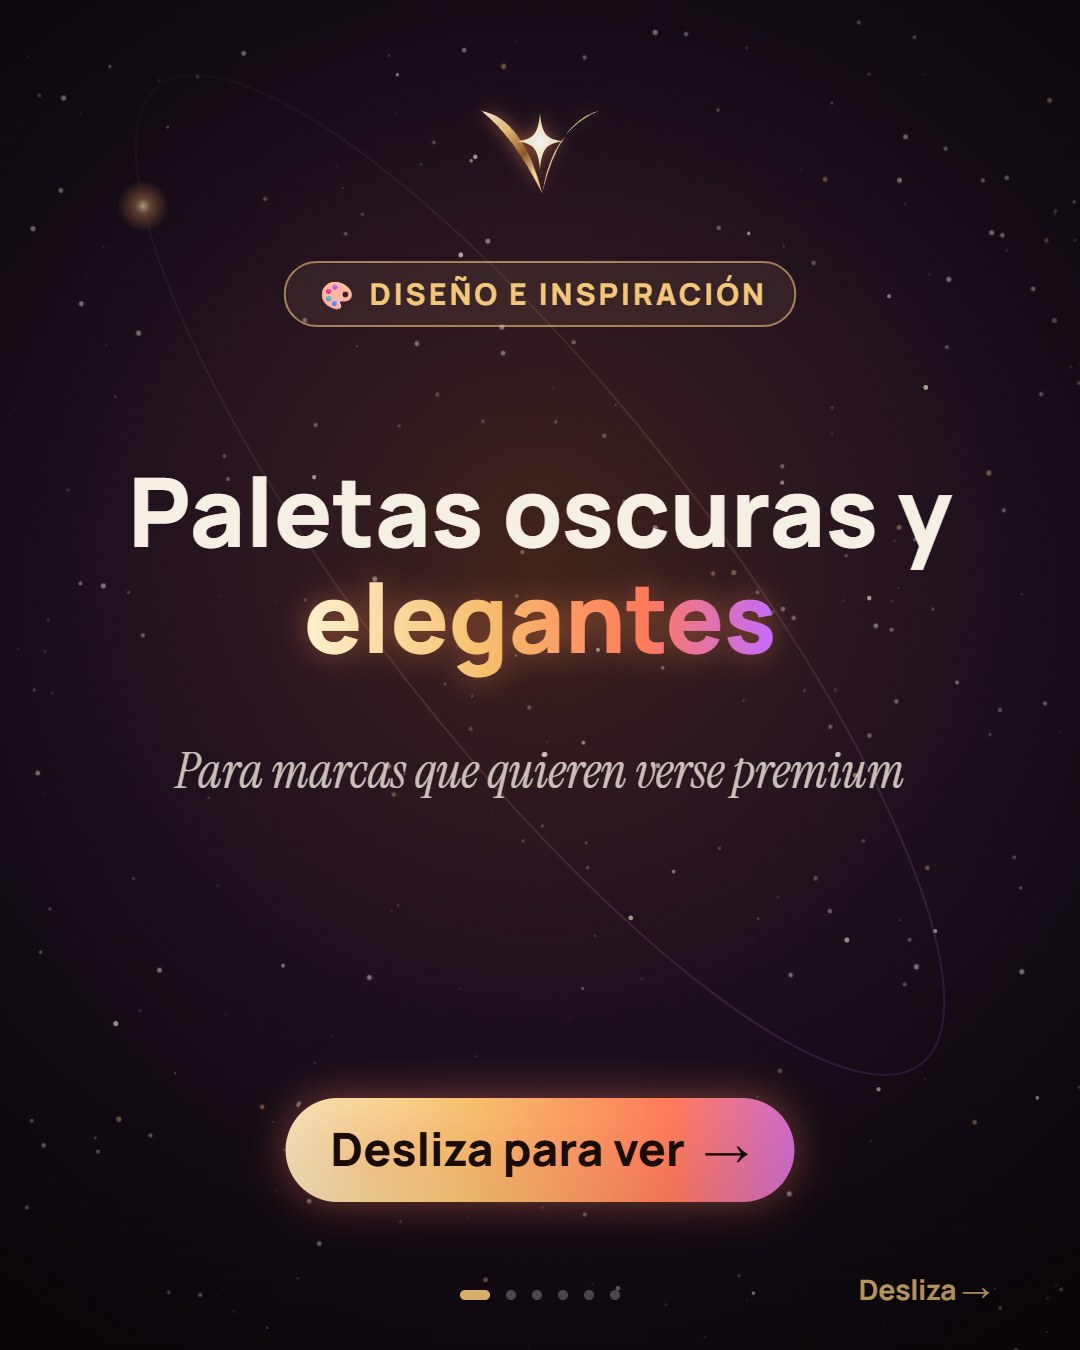 🎨 DISEÑO E INSPIRACIÓN
Paletas oscuras y
elegantes
Para marcas que quieren verse premium
Desliza para ver →
Desliza →